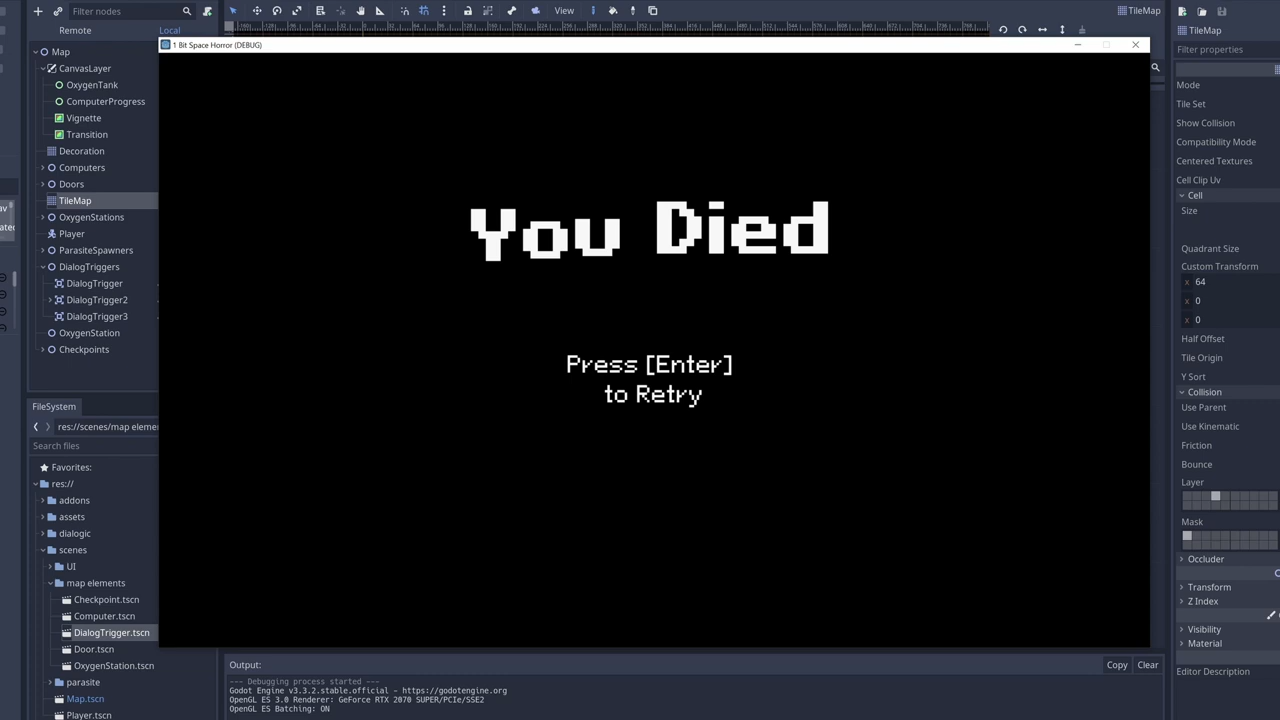 Filter nodes
View
TileMap
Remote
Local
TileMap
1 Bit Space Horror (DEBUG)
Filter properties
Map
CanvasLayer
OxygenTank
ComputerProgress
Vignette
Transition
Decoration
Computers
Doors
TileMap
OxygenStations
Player
ParasiteSpawners
DialogTriggers
DialogTrigger
DialogTrigger2
DialogTrigger3
OxygenStation
Checkpoints
FileSystem
res://scenes/map eleme
Search files
Favorites:
res://
addons
assets
dialogic
scenes
UI
map elements
Checkpoint.tscn
Computer.tscn
DialogTrigger.tscn
Door.tscn
OxygenStation.tscn
parasite
Map.tscn
Player.tscn
You Died
Press [Enter]
to Retry
Output:
Copy
Clear
--- Debugging process started ---
Godot Engine v3.3.2.stable.official - https://godotengine.org
OpenGL ES 3.0 Renderer: GeForce RTX 2070 SUPER/PCIe/SSE2
OpenGL ES Batching: ON
Mode
Tile Set
Show Collision
Compatibility Mode
Centered Textures
Cell Clip Uv
Cell
Size
Quadrant Size
Custom Transform
x 64
x 0
x 0
Half Offset
Tile Origin
Y Sort
Collision
Use Parent
Use Kinematic
Friction
Bounce
Layer
Mask
Occluder
Transform
Z Index
Visibility
Material
Editor Description